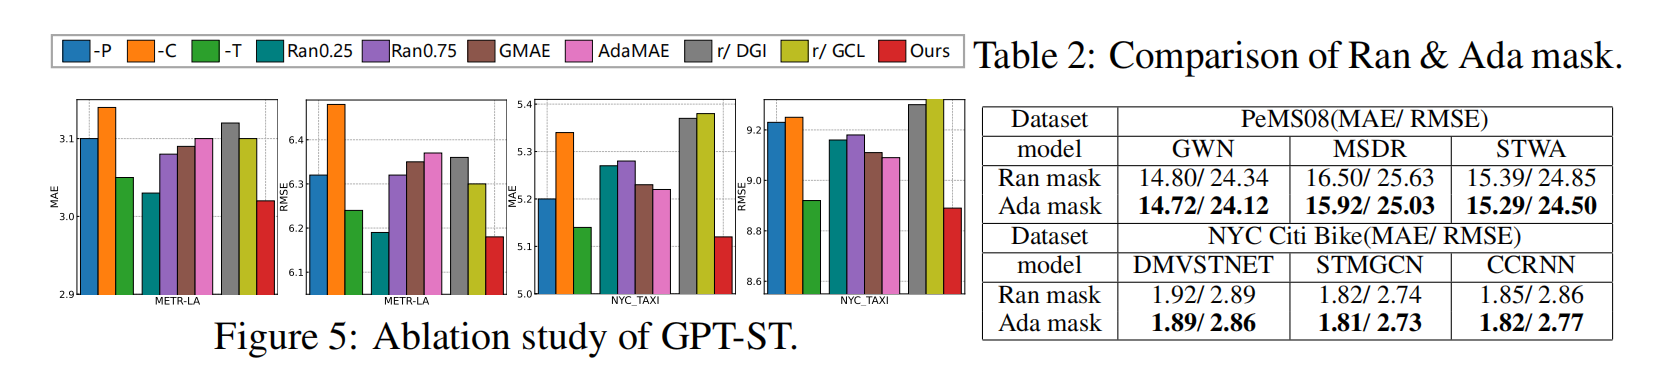 -P -C -T Ran0.25 Ran0.75 GMAE AdaMAE r/ DGI r/ GCL Ours
MAE
3.1
3.0
2.9
METR-LA
RMSE
6.4
6.3
6.2
6.1
METR-LA
MAE
5.4
5.3
5.2
5.1
5.0
NYC_TAXI
RMSE
9.2
9.0
8.8
8.6
NYC_TAXI
Figure 5: Ablation study of GPT-ST.
Table 2: Comparison of Ran & Ada mask.
Dataset PeMS08(MAE/ RMSE)
model GWN MSDR STWA
Ran mask 14.80/ 24.34 16.50/ 25.63 15.39/ 24.85
Ada mask 14.72/ 24.12 15.92/ 25.03 15.29/ 24.50
Dataset NYC Citi Bike(MAE/ RMSE)
model DMVSTNET STMGCN CCRNN
Ran mask 1.92/ 2.89 1.82/ 2.74 1.85/ 2.86
Ada mask 1.89/ 2.86 1.81/ 2.73 1.82/ 2.77